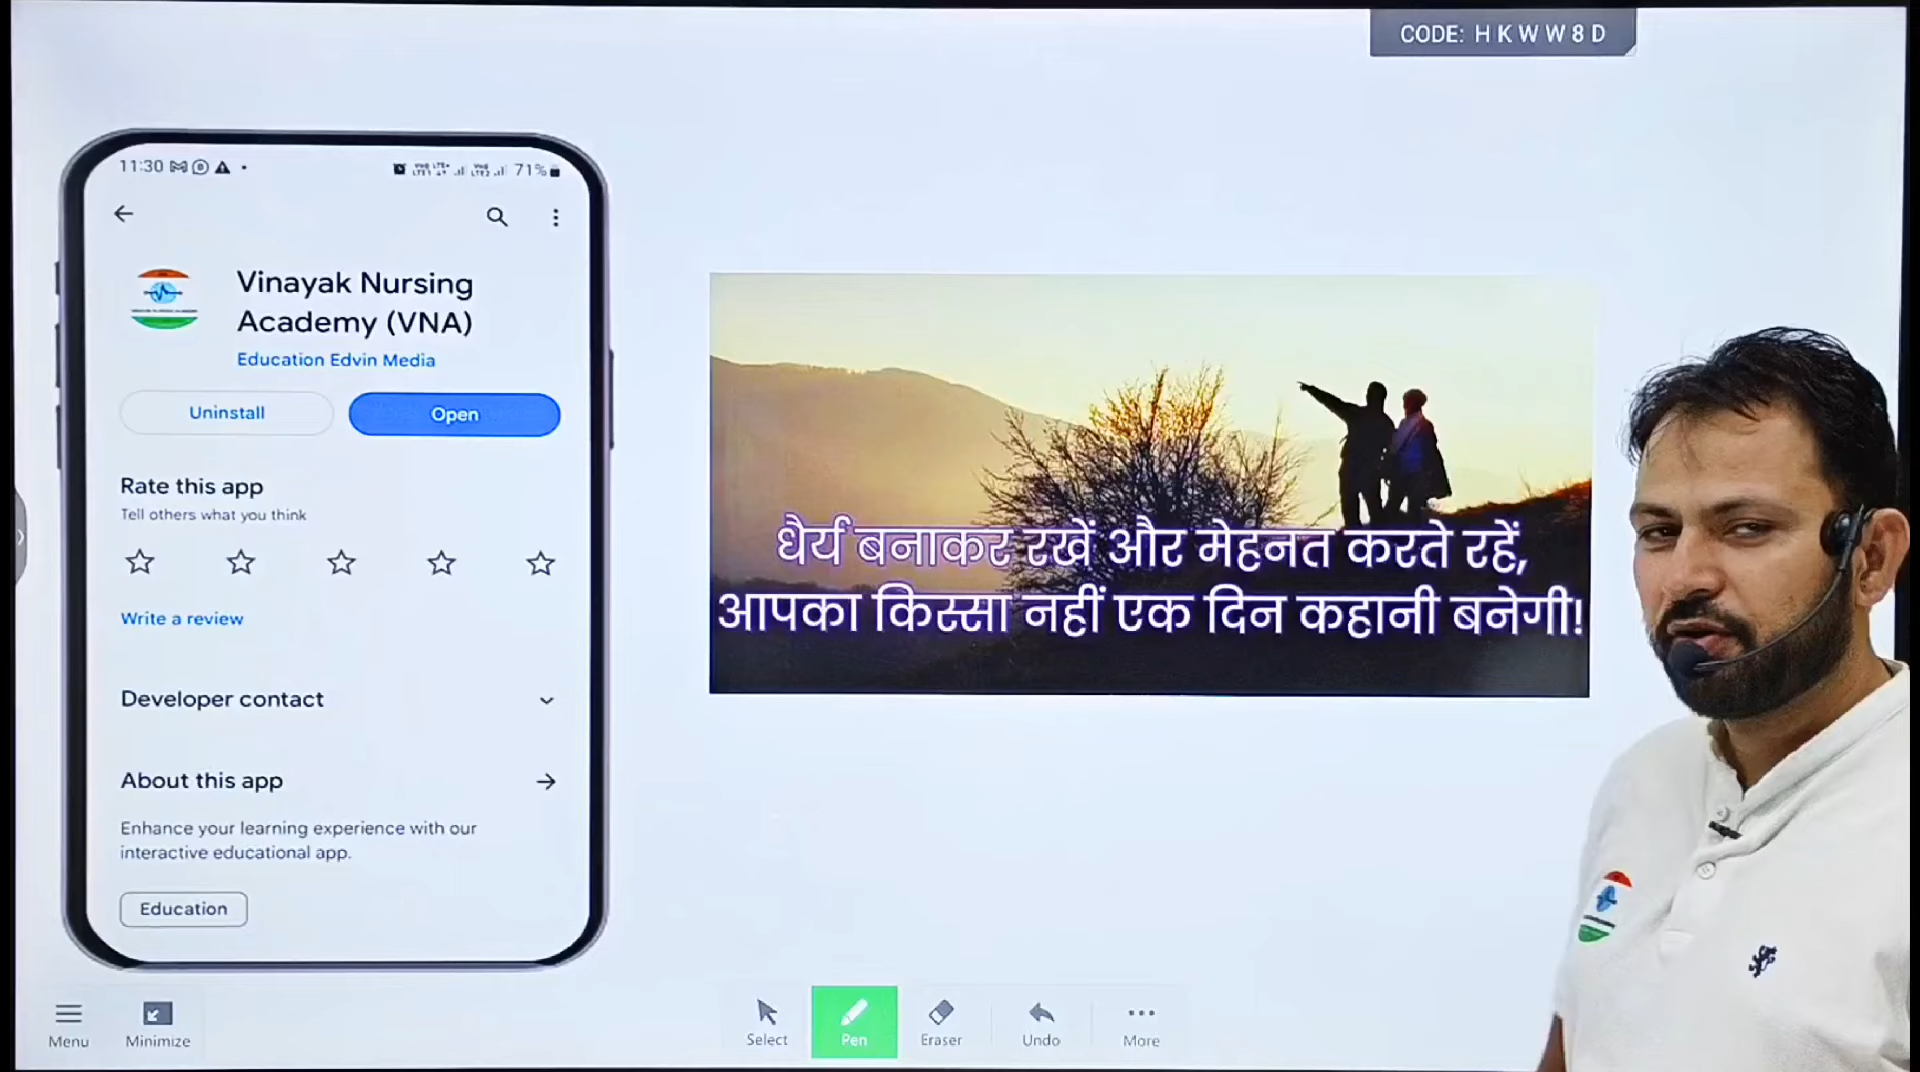 CODE: HKWW8D
11:30
71%
Vinayak Nursing
Academy (VNA)
Education Edvin Media
Uninstall
Open
Rate this app
Tell others what you think
Write a review
Developer contact
About this app
Enhance your learning experience with our
interactive educational app.
Education
धैर्य बनाकर रखें और मेहनत करते रहें,
आपका किस्सा नहीं एक दिन कहानी बनेगी!
Menu
Minimize
Select
Pen
Eraser
Undo
More